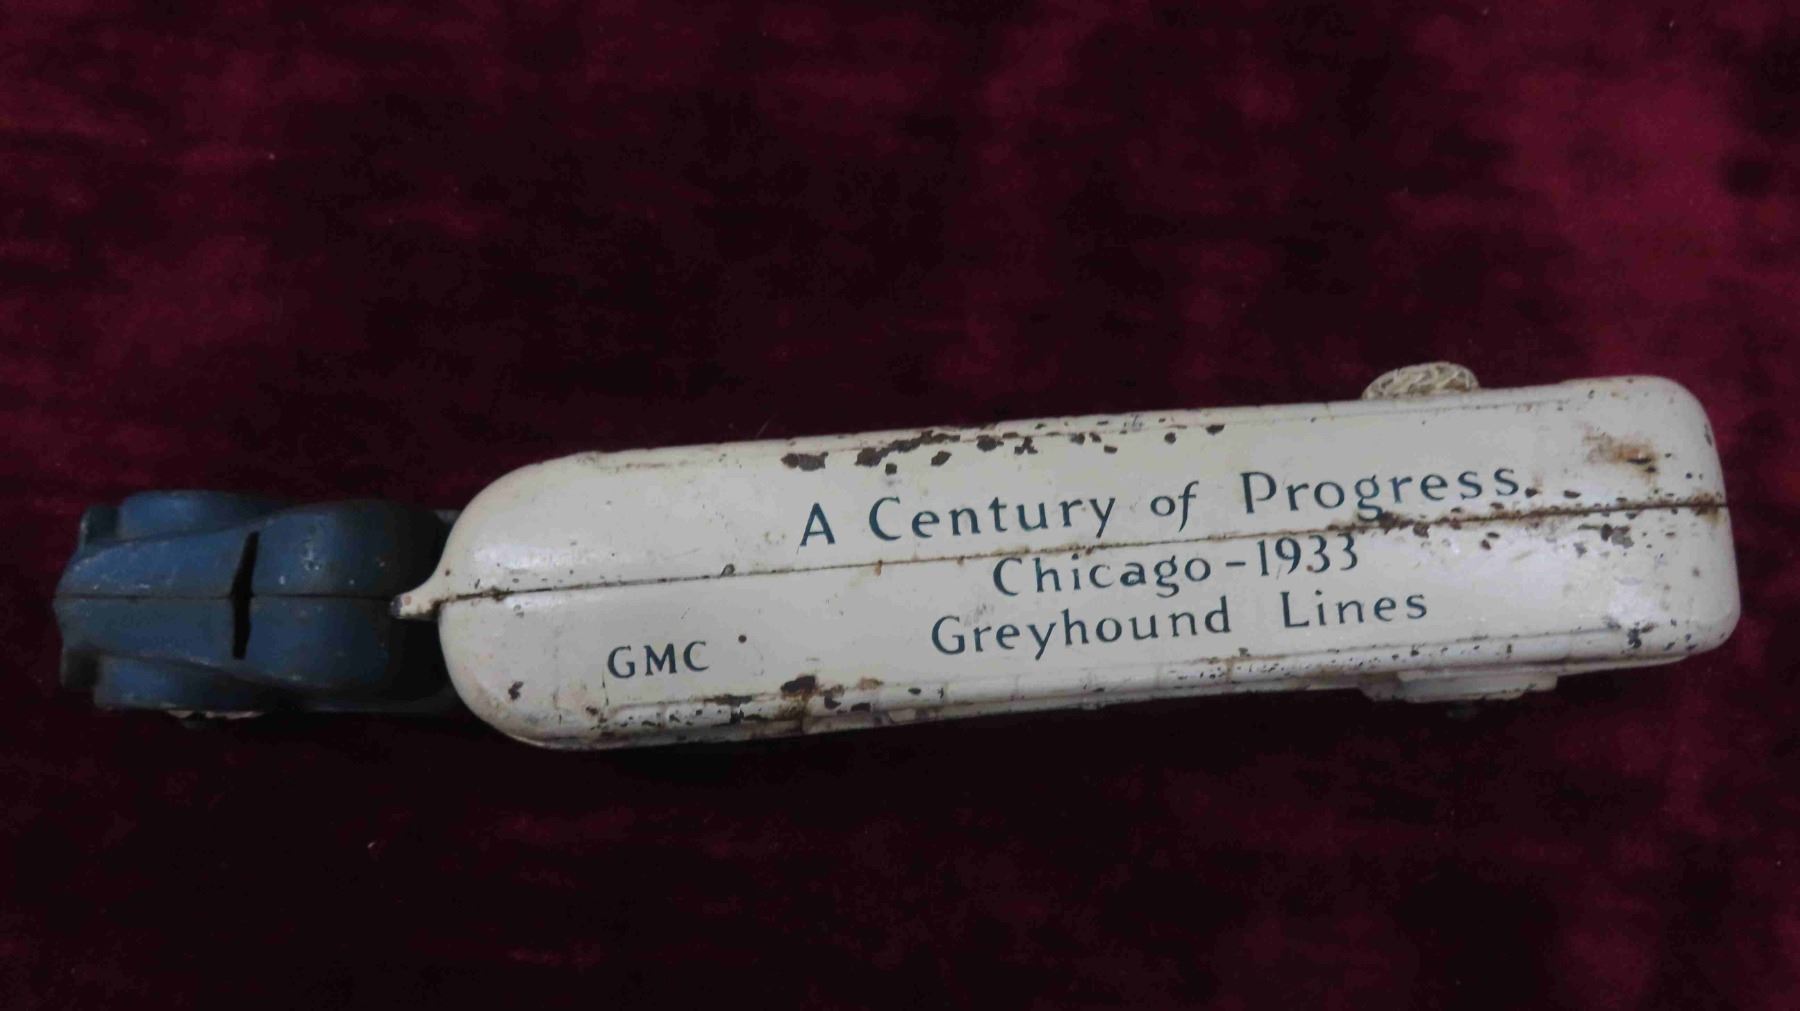 A Century of Progress
Chicago-1933
Greyhound Lines
GMC